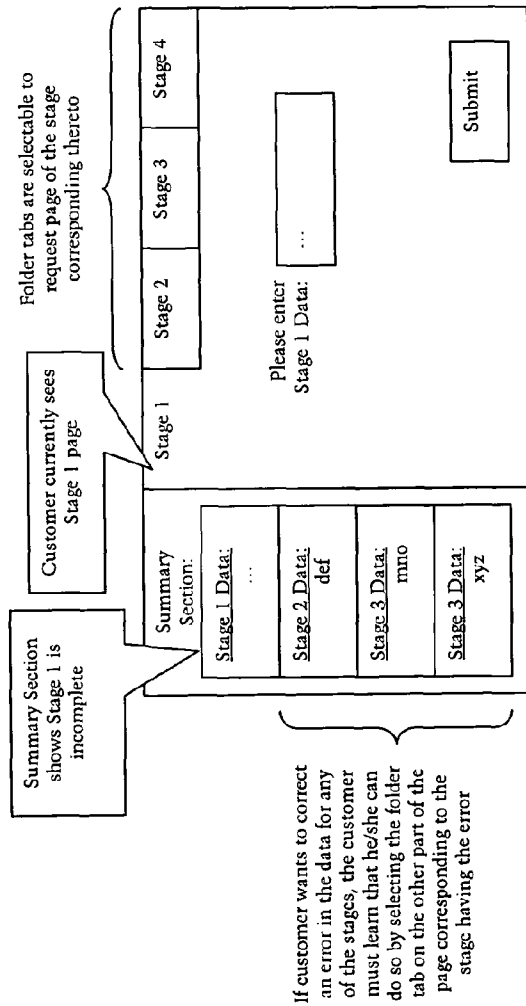 Summary Section
shows Stage 1 is
incomplete
Customer currently sees
Stage 1 page
Folder tabs are selectable to
request page of the stage
corresponding thereto
Summary
Section:
Stage 1 Data:
...
Stage 2 Data:
def
Stage 3 Data:
mno
Stage 3 Data:
xyz
Stage 1
Stage 2
Stage 3
Stage 4
Please enter
Stage 1 Data:
...
Submit
If customer wants to correct
an error in the data for any
of the stages, the customer
must learn that he/she can
do so by selecting the folder
tab on the other part of the
page corresponding to the
stage having the error